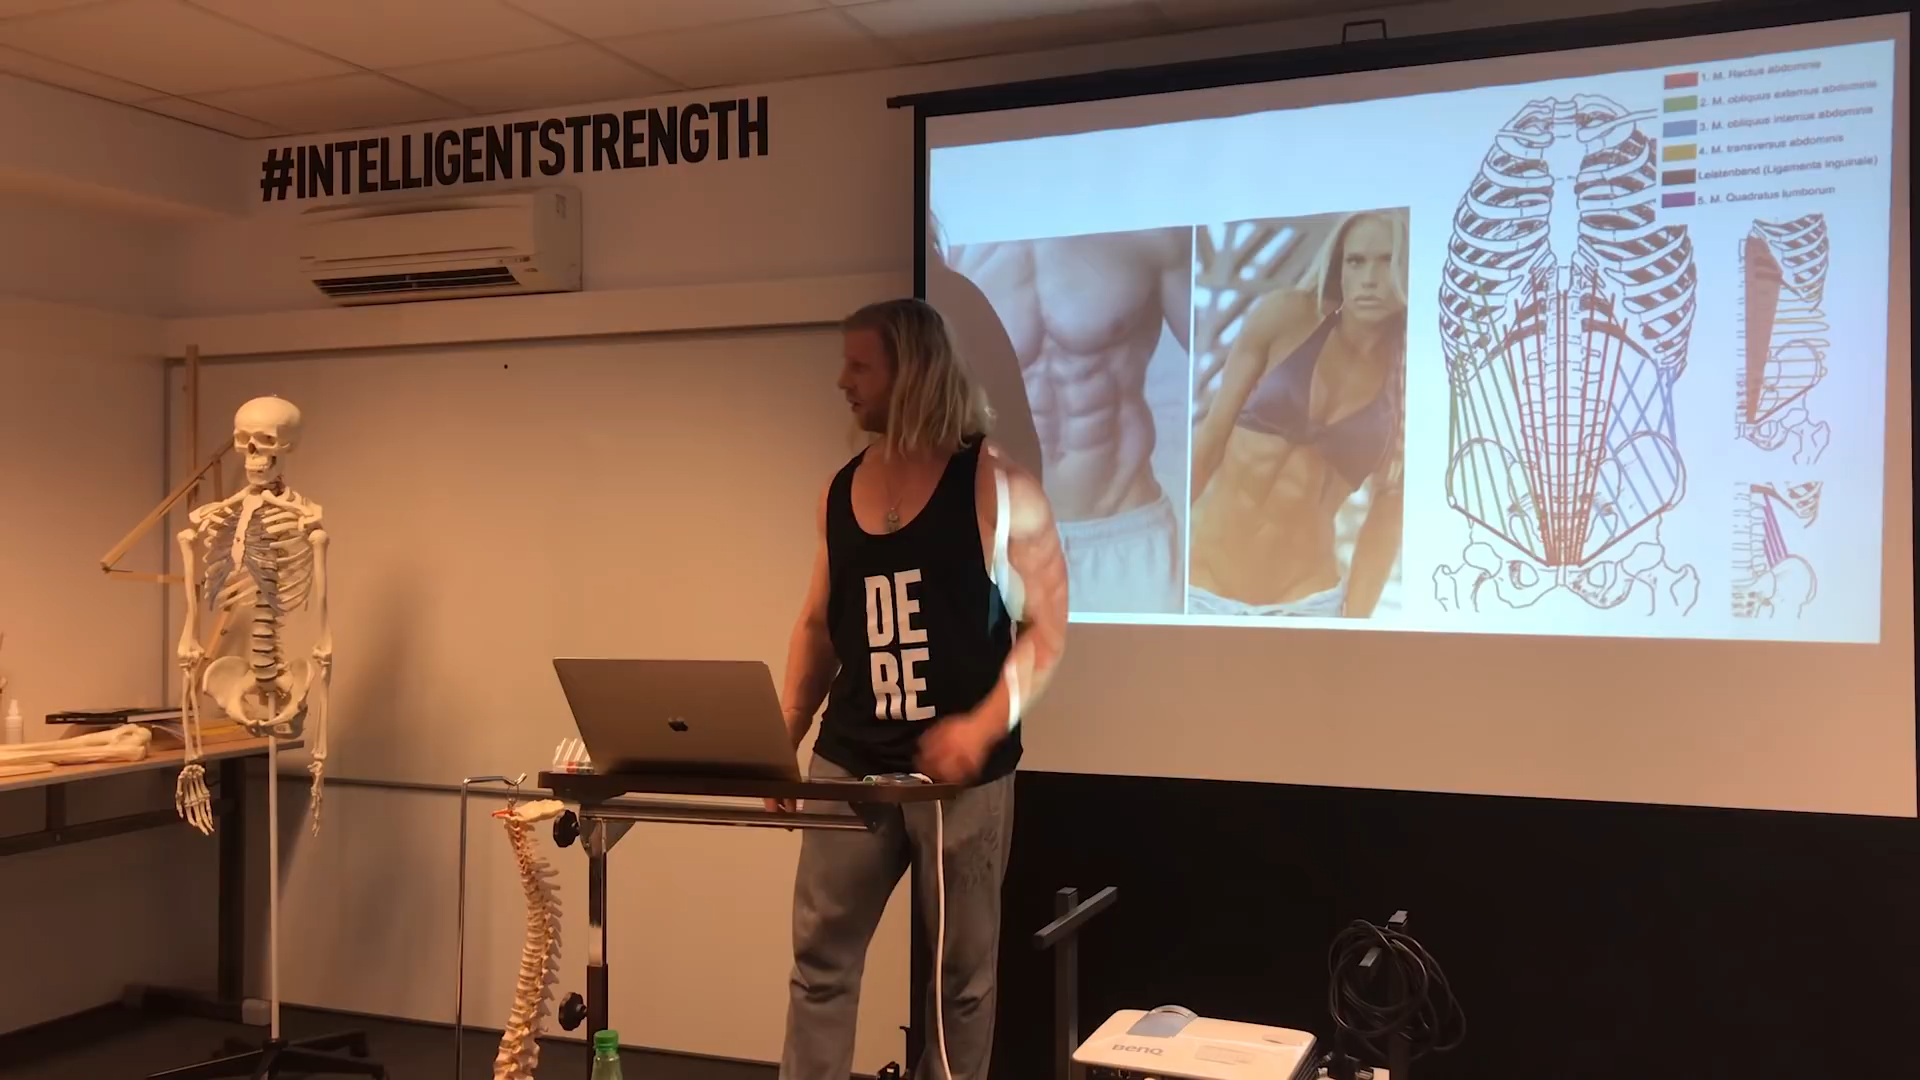 #INTELLIGENTSTRENGTH
1. M. Rectus abdominis
2. M. obliquus externus abdominis
3. M. obliquus internus abdominis
4. M. transversus abdominis
Leistenband (Ligamenta inguinale)
5. M. Quadratus lumborum
DE
RE
BenQ